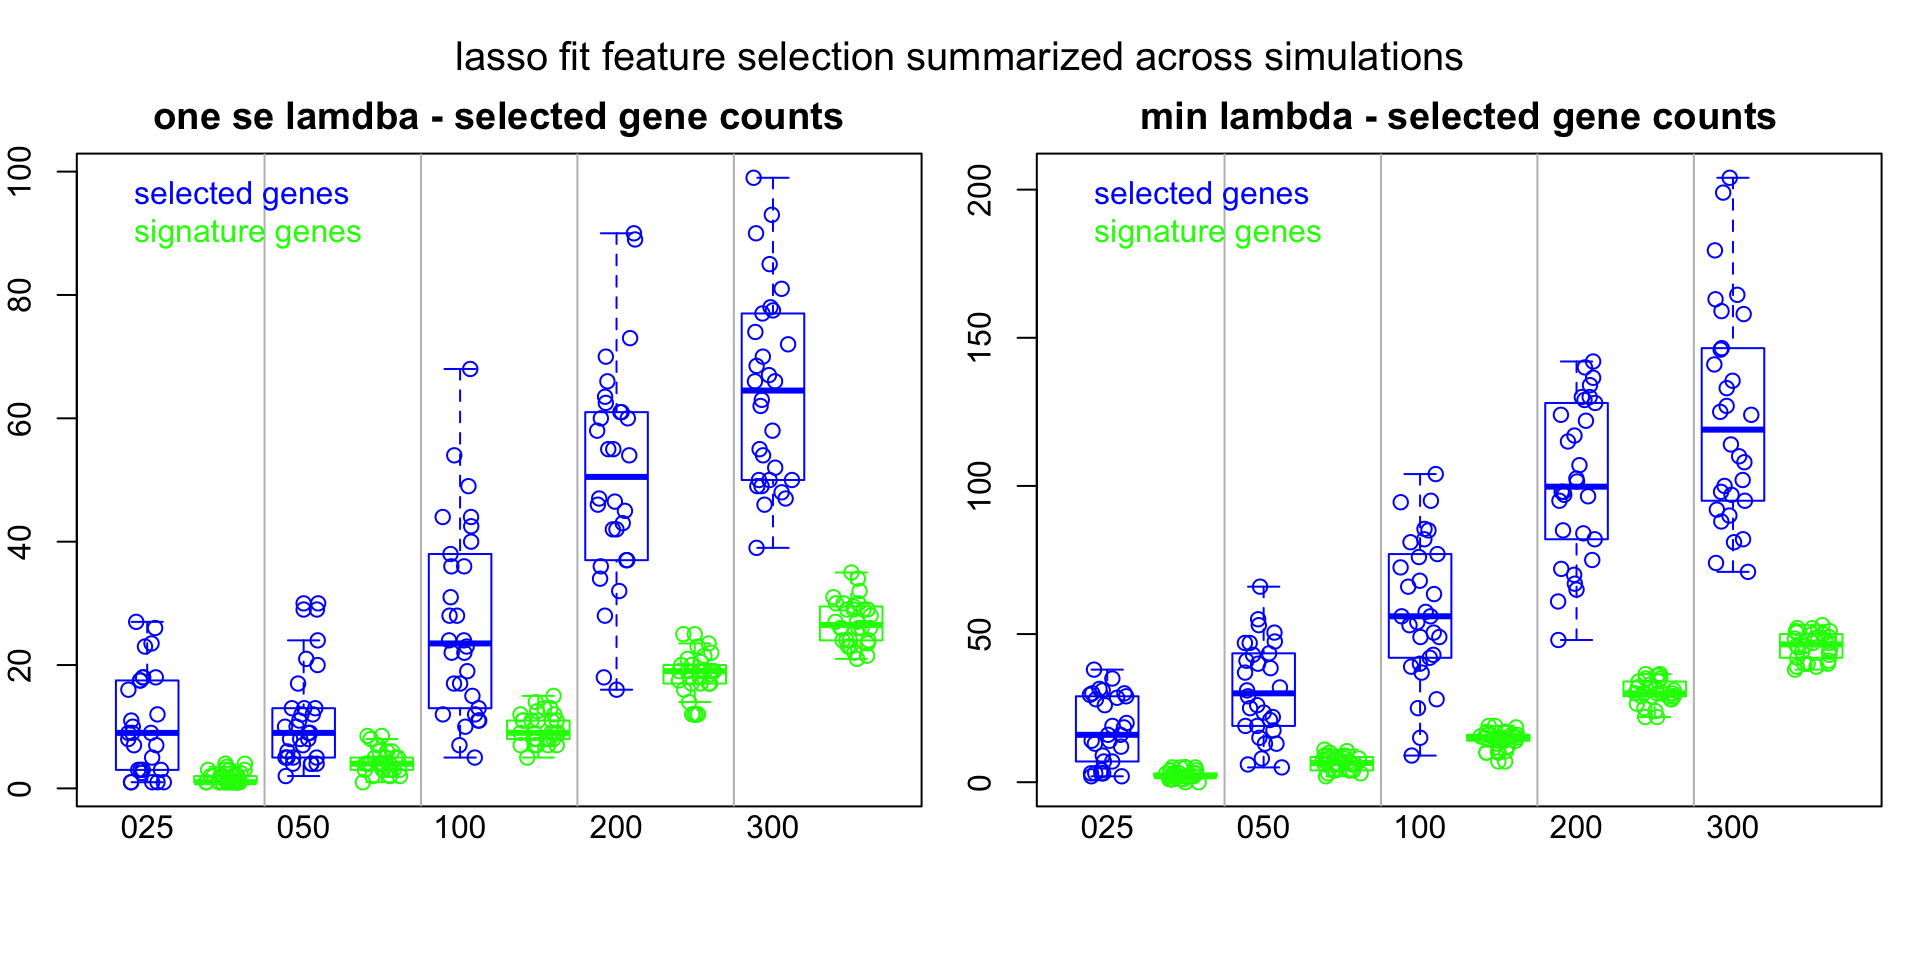 lasso fit feature selection summarized across simulations
one se lamdba - selected gene counts
min lambda - selected gene counts
selected genes
signature genes
100
80
60
40
20
0
025 050 100 200 300
selected genes
signature genes
200
150
100
50
0
025 050 100 200 300